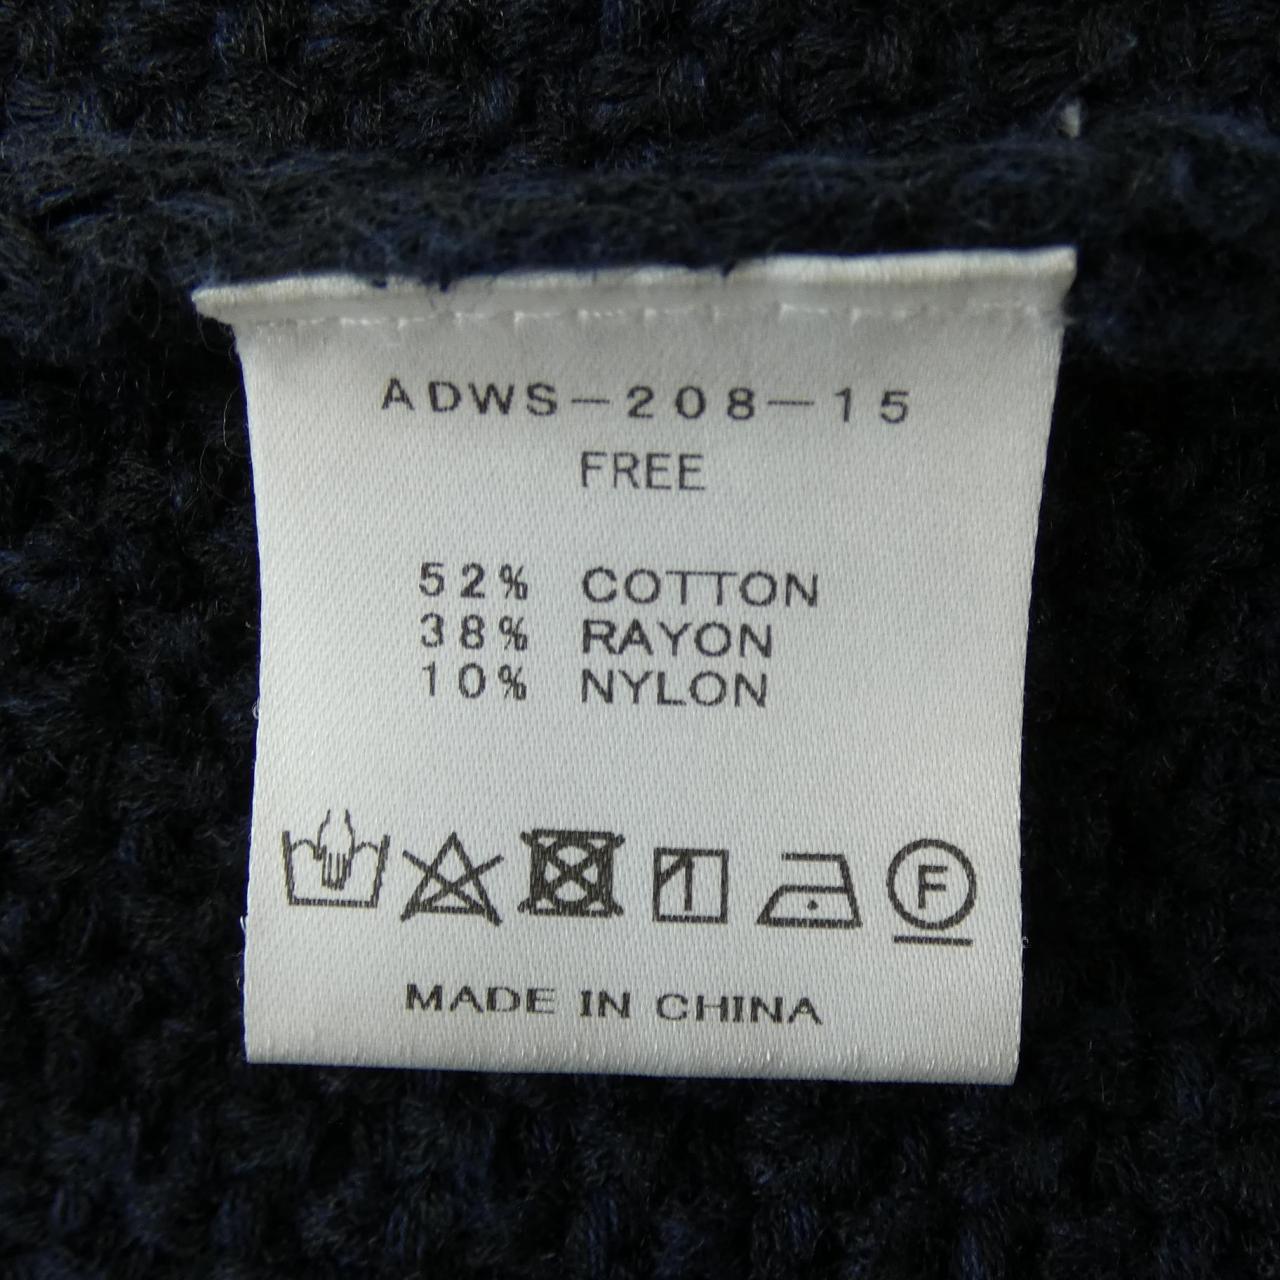 ADWS-208-15
FREE
52% COTTON
38% RAYON
10% NYLON
F
MADE IN CHINA